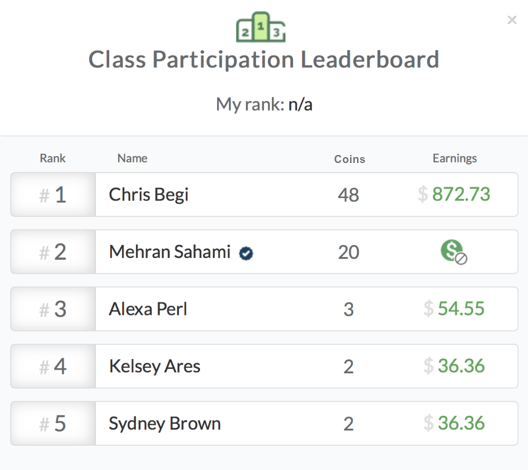 2 1 3
×
Class Participation Leaderboard
My rank: n/a
Rank Name Coins Earnings
#1 Chris Begi 48 $872.73
#2 Mehran Sahami 20 $
#3 Alexa Perl 3 $54.55
#4 Kelsey Ares 2 $36.36
#5 Sydney Brown 2 $36.36